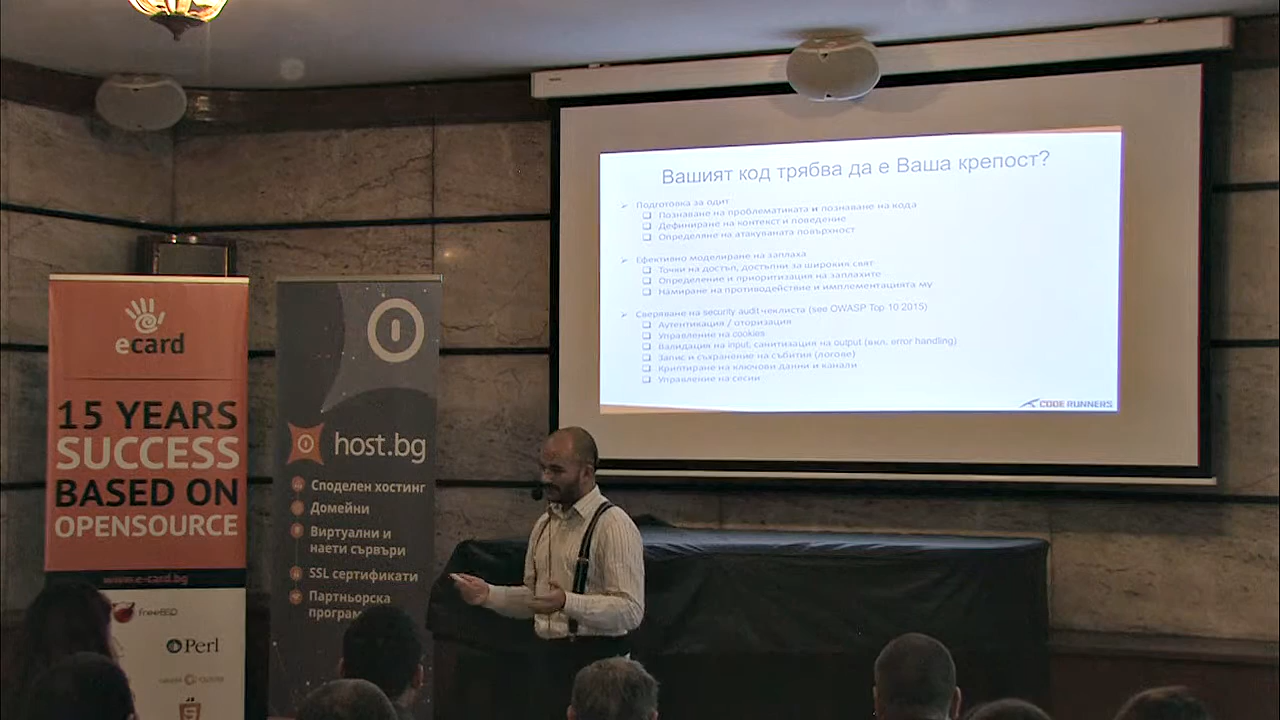 Вашият код трябва да е Ваша крепост?
Подготовка за одит
Познаване на проблематиката и познаване на кода
Дефиниране на контекст и поведение
Определяне на атакуваната повърхност
Ефективно моделиране на заплаха
Точки на достъп, достъпни за широкия свят
Определение и приоритизация на заплахите
Намиране на противодействие и имплементацията му
Сверяване на security audit чеклиста (see OWASP Top 10 2015)
Аутентикация / оторизация
Управление на cookies
Валидация на input, санитизация на output (вкл. error handling)
Запис и съхранение на събития (логове)
Криптиране на ключови данни и канали
Управление на сесии
CODE RUNNERS
ecard
15 YEARS
SUCCESS
BASED ON
OPENSOURCE
www.e-card.bg
FreeBSD
Perl
host.bg
Споделен хостинг
Домейни
Виртуални и
наети сървъри
SSL сертификати
Партньорска